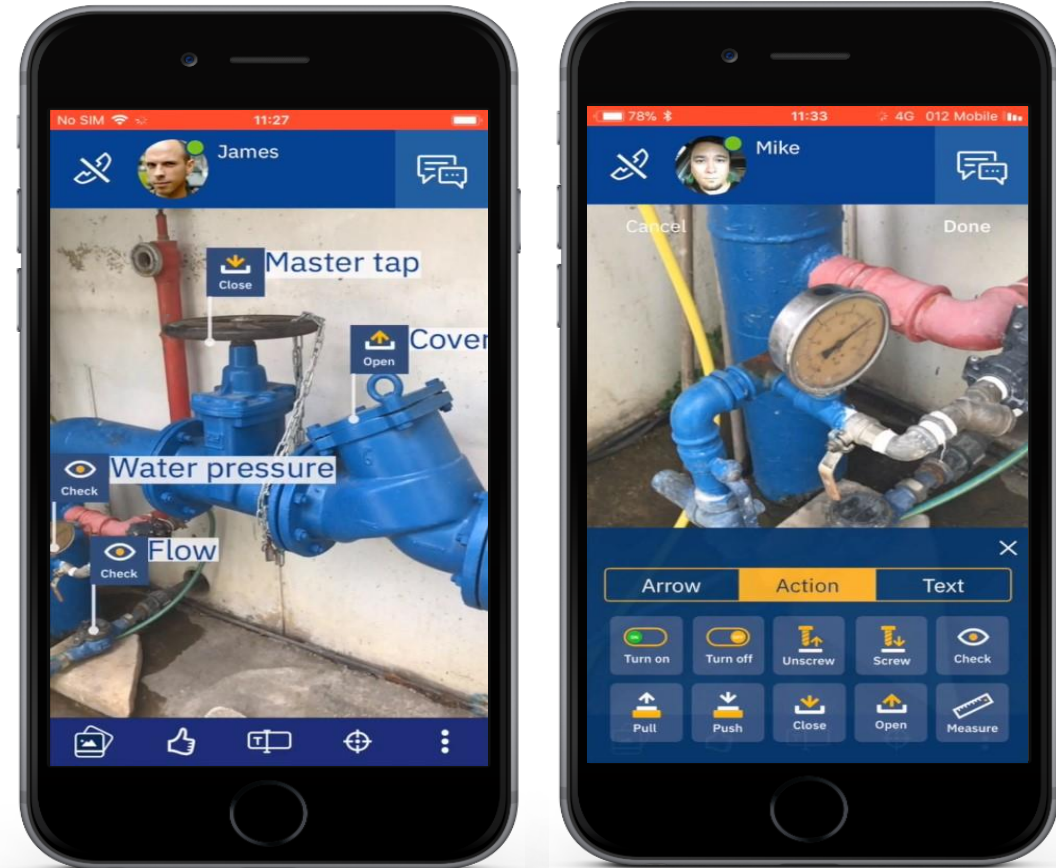 No SIM 11:27
James
Close Master tap
Open Cover
Check Water pressure
Check Flow
T
78% 11:33 4G 012 Mobile
Mike
Cancel Done
Arrow Action Text
Turn on Turn off Unscrew Screw Check
Pull Push Close Open Measure